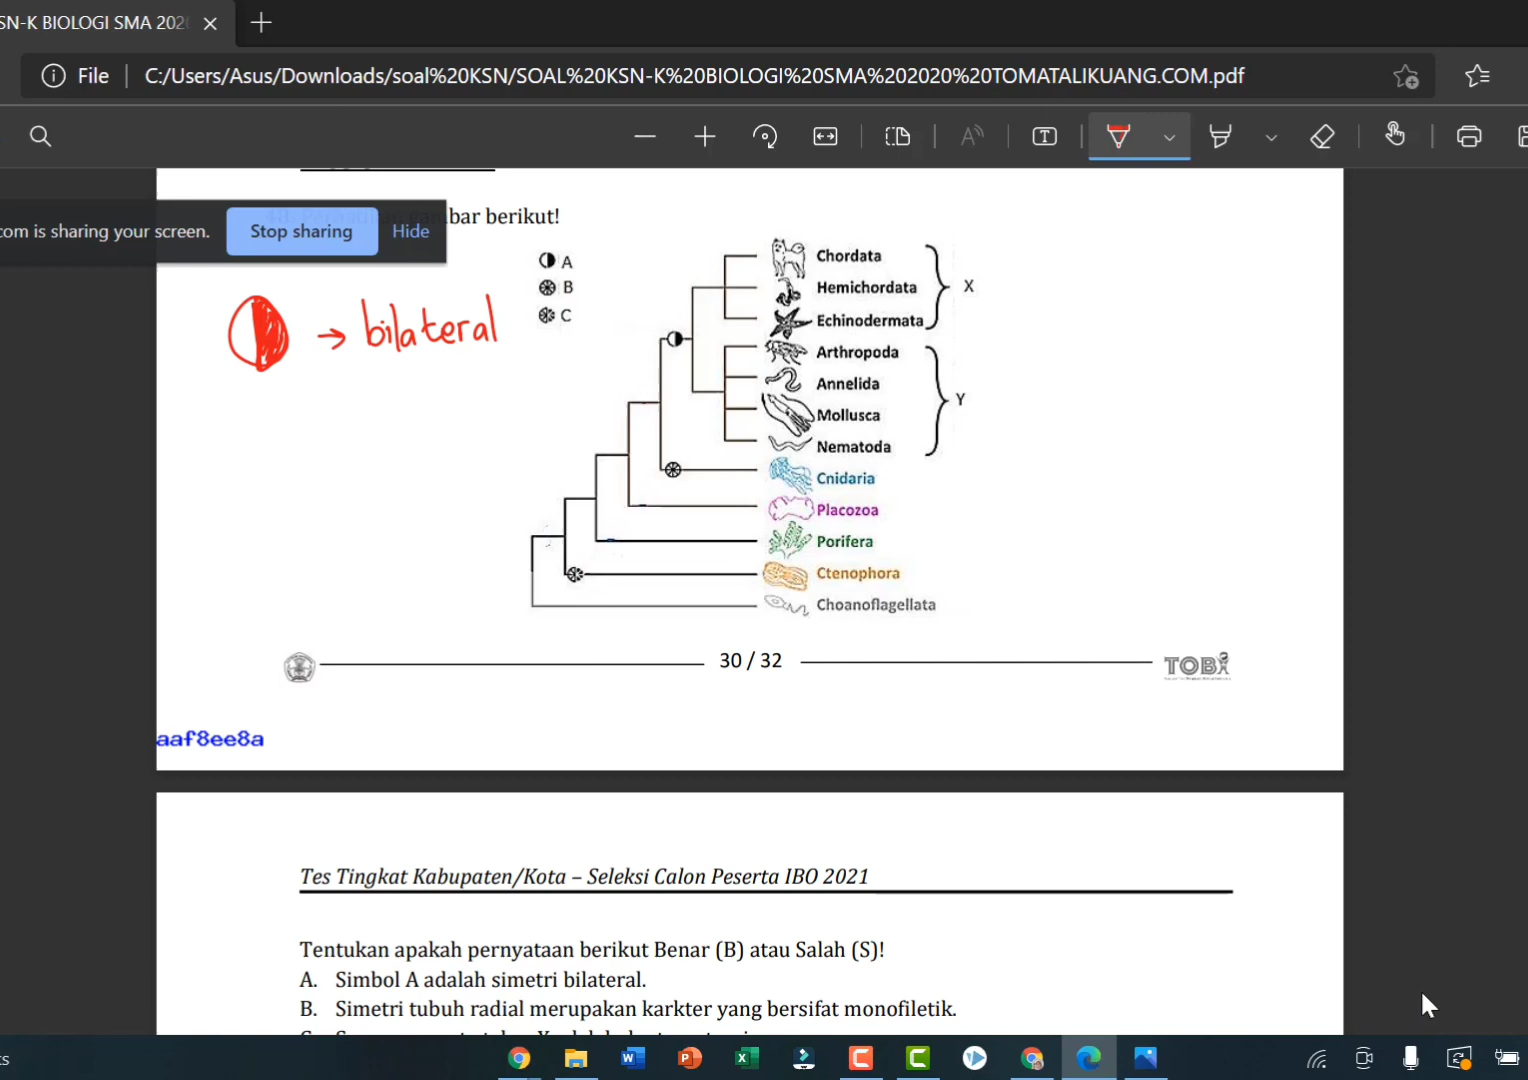 SN-K BIOLOGI SMA 202
File
C:/Users/Asus/Downloads/soal%20KSN/SOAL%20KSN-K%20BIOLOGI%20SMA%202020%20TOMATALIKUANG.COM.pdf
com is sharing your screen.
Stop sharing
Hide
bar berikut!
A
B
C
→ bilateral
Chordata
Hemichordata
Echinodermata
X
Arthropoda
Annelida
Mollusca
Nematoda
Y
Cnidaria
Placozoa
Porifera
Ctenophora
Choanoflagellata
30 / 32
TOBI
aaf8ee8a
Tes Tingkat Kabupaten/Kota – Seleksi Calon Peserta IBO 2021
Tentukan apakah pernyataan berikut Benar (B) atau Salah (S)!
A. Simbol A adalah simetri bilateral.
B. Simetri tubuh radial merupakan karkter yang bersifat monofiletik.